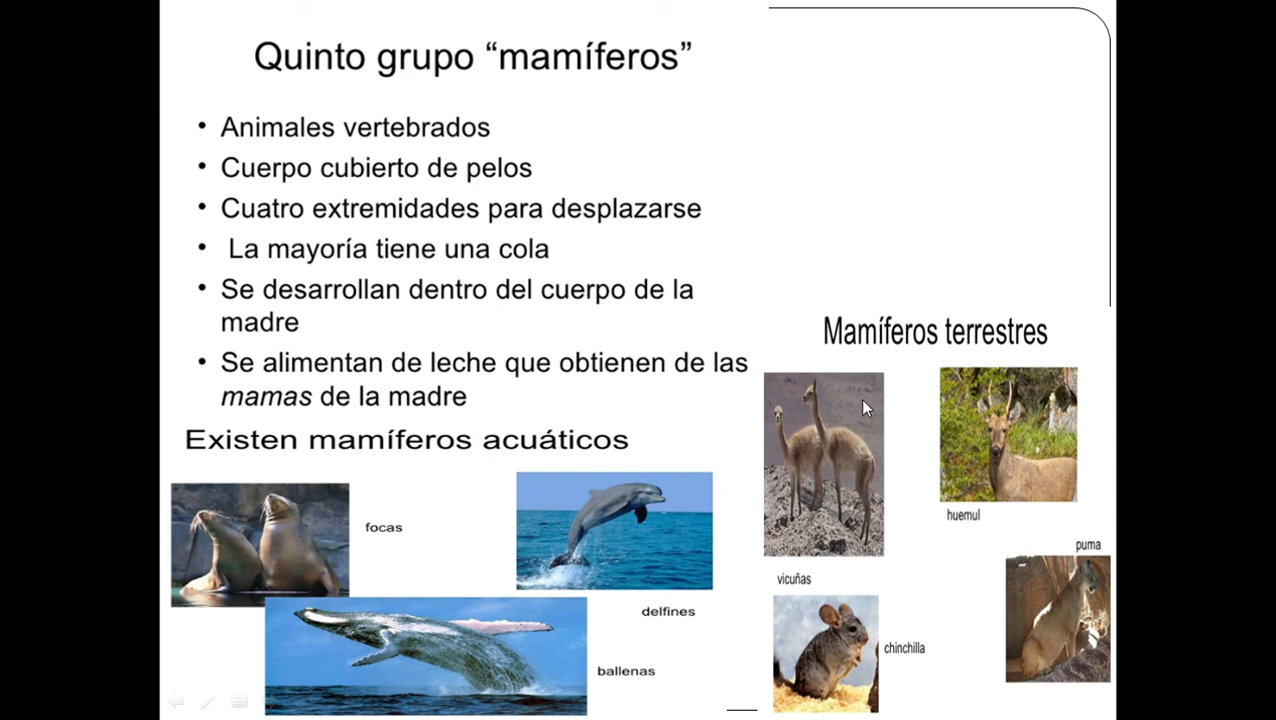 Quinto grupo “mamíferos”
• Animales vertebrados
• Cuerpo cubierto de pelos
• Cuatro extremidades para desplazarse
• La mayoría tiene una cola
• Se desarrollan dentro del cuerpo de la
madre
• Se alimentan de leche que obtienen de las
mamas de la madre
Existen mamíferos acuáticos
focas
delfines
ballenas
Mamíferos terrestres
huemul
puma
vicuñas
chinchilla